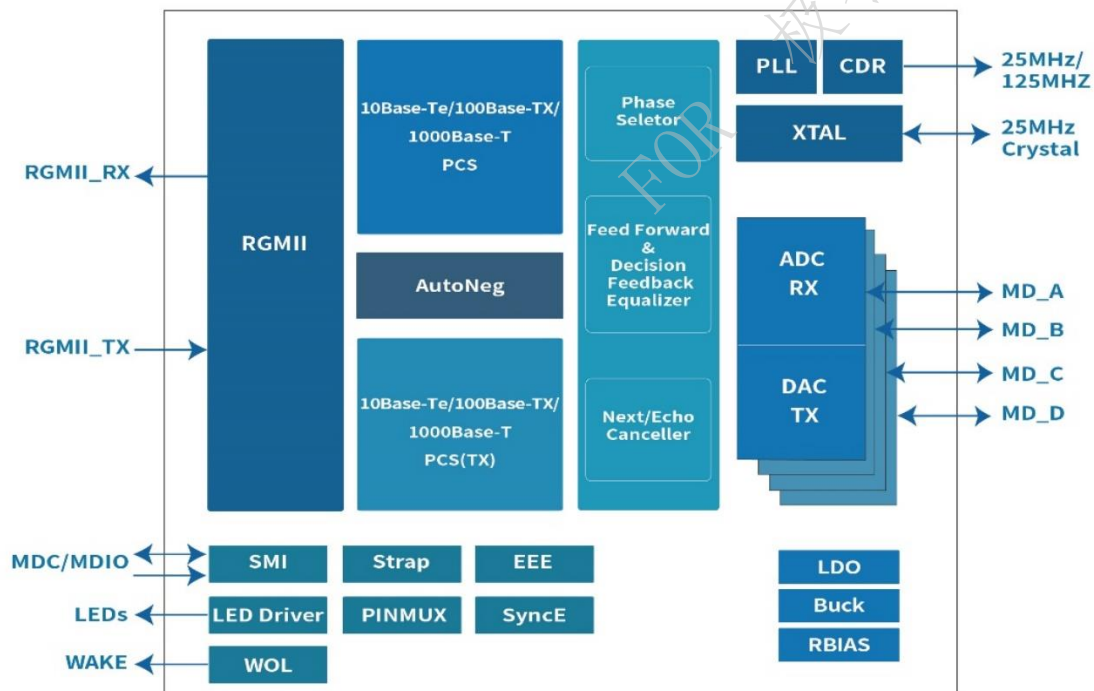 RGMII_RX
RGMII_TX
RGMII
10Base-Te/100Base-TX/
1000Base-T
PCS
AutoNeg
10Base-Te/100Base-TX/
1000Base-T
PCS(TX)
Phase
Seletor
Feed Forward
&
Decision
Feedback
Equalizer
Next/Echo
Canceller
PLL
CDR
25MHz/
125MHZ
XTAL
25MHz
Crystal
ADC
RX
DAC
TX
MD_A
MD_B
MD_C
MD_D
MDC/MDIO
SMI
Strap
EEE
LEDs
LED Driver
PINMUX
SyncE
WAKE
WOL
LDO
Buck
RBIAS
FOR 极